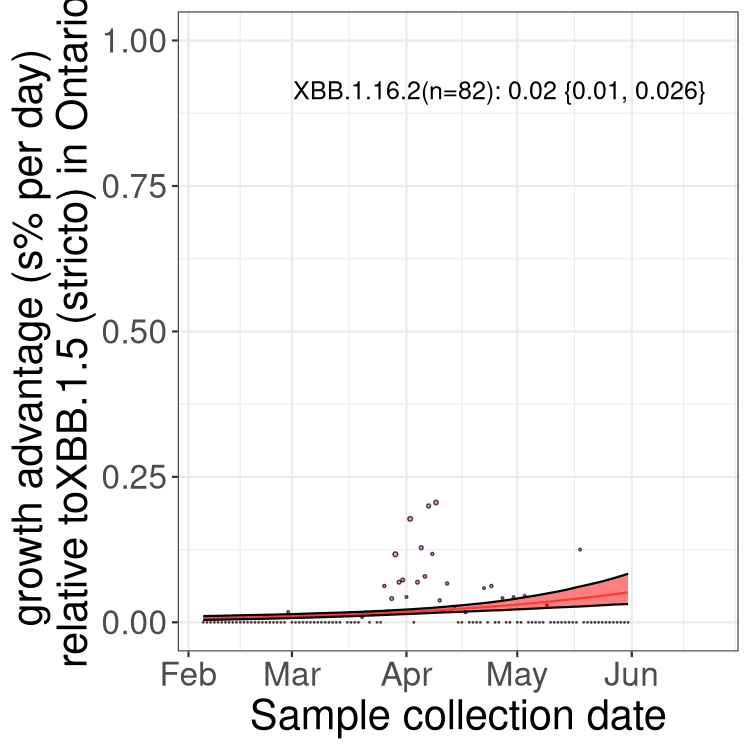 growth advantage (s% per day)
relative toXBB.1.5 (stricto) in Ontario
1.00
0.75
0.50
0.25
0.00
XBB.1.16.2(n=82): 0.02 {0.01, 0.026}
Feb Mar Apr May Jun
Sample collection date